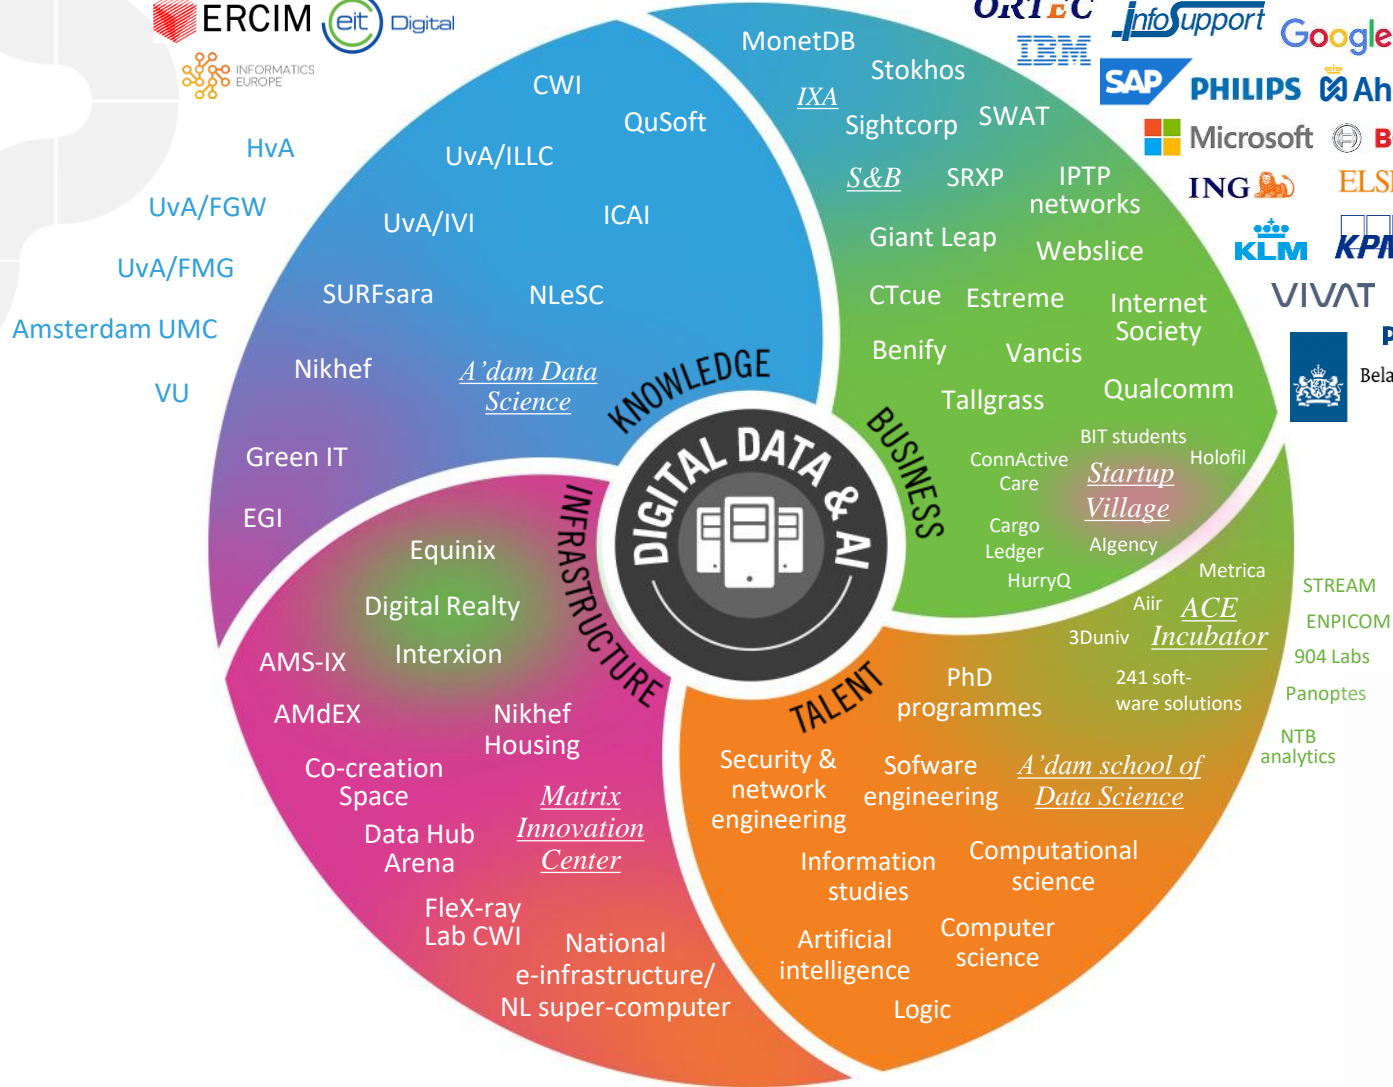 ERCIM
eit Digital
INFORMATICS
EUROPE
HvA
UvA/FGW
UvA/FMG
Amsterdam UMC
VU
CWI
QuSoft
UvA/ILLC
UvA/IVI
ICAI
SURFsara
NLeSC
Nikhef
A'dam Data
Science
Green IT
EGI
KNOWLEDGE
MonetDB
Stokhos
IXA
Sightcorp
SWAT
S&B
SRXP
IPTP
networks
Giant Leap
Webslice
CTcue
Estreme
Internet
Society
Benify
Vancis
Qualcomm
Tallgrass
BIT students
ConnActive
Care
Startup
Village
Holofil
Cargo
Ledger
Algency
HurryQ
BUSINESS
ORTEC
infoSupport
Google
IBM
SAP
PHILIPS
Ah
Microsoft
B
ING
ELSE
KLM
KPM
VIVAT
P
Bela
DIGITAL DATA & AI
INFRASTRUCTURE
Equinix
Digital Realty
Interxion
AMS-IX
AMdEX
Nikhef
Housing
Co-creation
Space
Matrix
Innovation
Center
Data Hub
Arena
FleX-ray
Lab CWI
National
e-infrastructure/
NL super-computer
TALENT
Metrica
Aiir
ACE
Incubator
3Duniv
241 soft-
ware solutions
PhD
programmes
Security &
network
engineering
Sofware
engineering
A'dam school of
Data Science
Information
studies
Computational
science
Artificial
intelligence
Computer
science
Logic
STREAM
ENPICOM
904 Labs
Panoptes
NTB
analytics